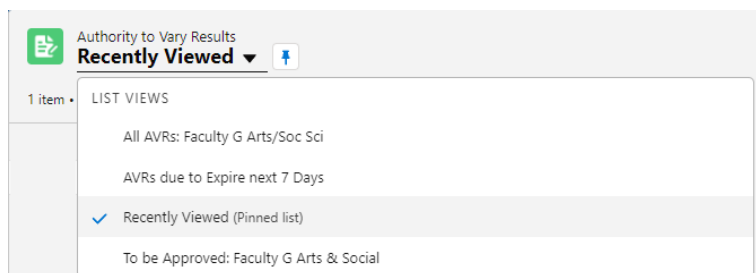 Authority to Vary Results
Recently Viewed
1 item •
LIST VIEWS
All AVRs: Faculty G Arts/Soc Sci
AVRs due to Expire next 7 Days
Recently Viewed (Pinned list)
To be Approved: Faculty G Arts & Social